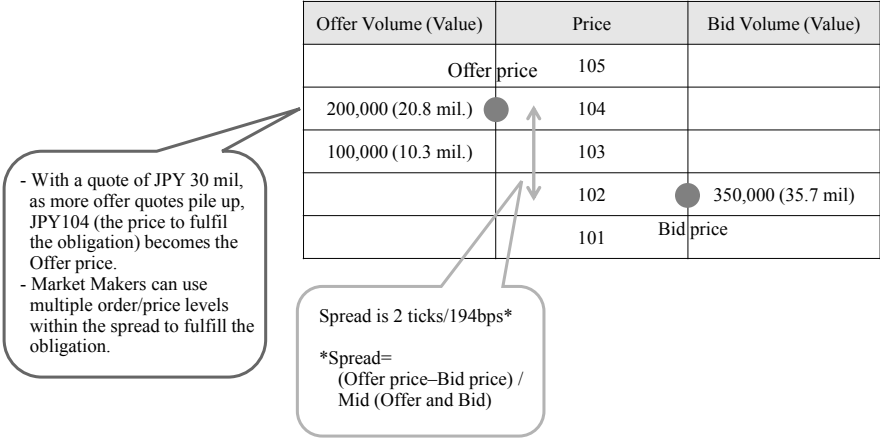 Offer Volume (Value) Price Bid Volume (Value)
Offer price 105
200,000 (20.8 mil.) 104
100,000 (10.3 mil.) 103
102 350,000 (35.7 mil)
101 Bid price
- With a quote of JPY 30 mil,
as more offer quotes pile up,
JPY104 (the price to fulfil
the obligation) becomes the
Offer price.
- Market Makers can use
multiple order/price levels
within the spread to fulfill the
obligation.
Spread is 2 ticks/194bps*
*Spread=
(Offer price–Bid price) /
Mid (Offer and Bid)